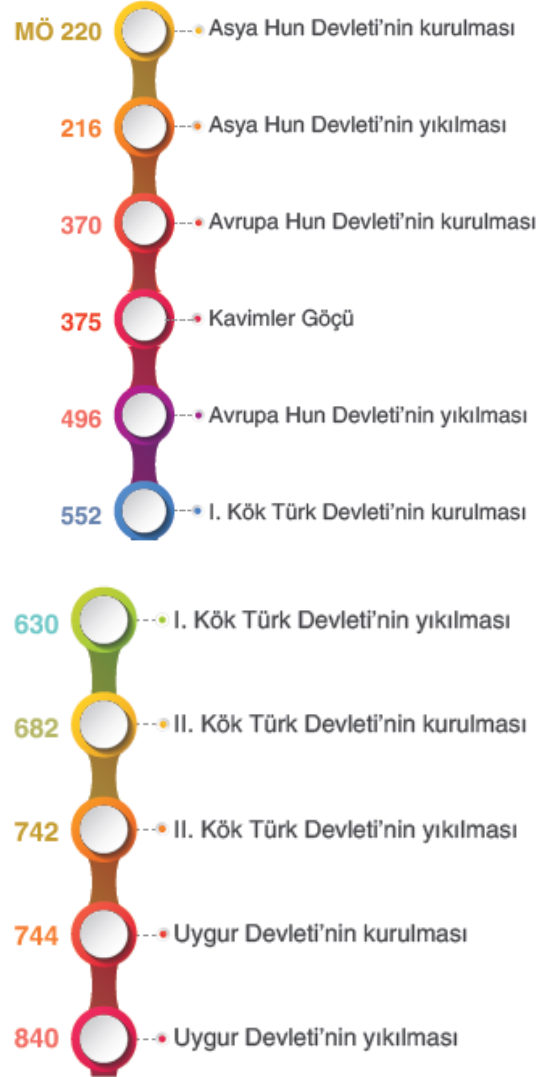 MÖ 220 Asya Hun Devleti'nin kurulması
216 Asya Hun Devleti'nin yıkılması
370 Avrupa Hun Devleti'nin kurulması
375 Kavimler Göçü
496 Avrupa Hun Devleti'nin yıkılması
552 I. Kök Türk Devleti'nin kurulması
630 I. Kök Türk Devleti'nin yıkılması
682 II. Kök Türk Devleti'nin kurulması
742 II. Kök Türk Devleti'nin yıkılması
744 Uygur Devleti'nin kurulması
840 Uygur Devleti'nin yıkılması